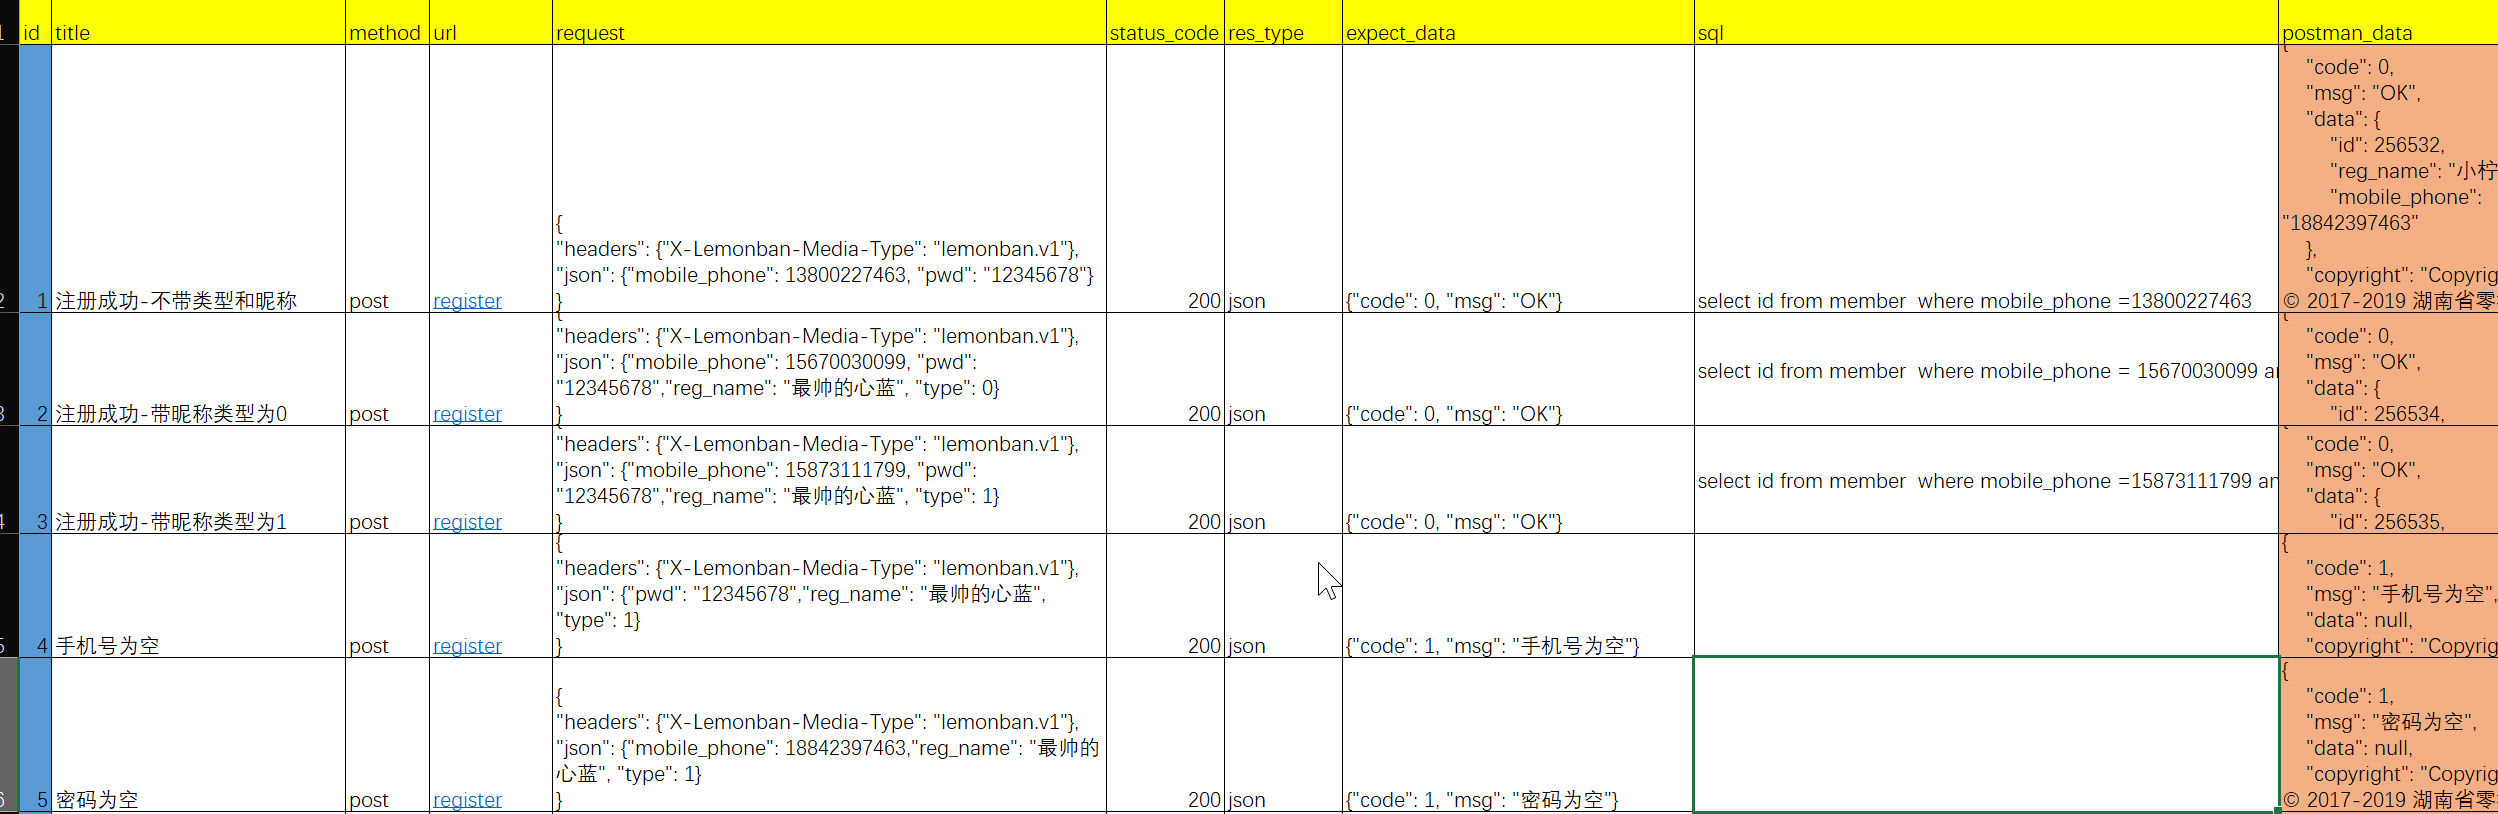 id title method url request status_code res_type expect_data sql postman_data
{
"headers": {"X-Lemonban-Media-Type": "lemonban.v1"},
"json": {"mobile_phone": 13800227463, "pwd": "12345678"}
}
1 注册成功-不带类型和昵称 post register 200 json {"code": 0, "msg": "OK"} select id from member  where mobile_phone =13800227463
{
"code": 0,
"msg": "OK",
"data": {
"id": 256532,
"reg_name": "小柠
"mobile_phone":
"18842397463"
},
"copyright": "Copyrig
© 2017-2019 湖南省零
{
"headers": {"X-Lemonban-Media-Type": "lemonban.v1"},
"json": {"mobile_phone": 15670030099, "pwd":
"12345678","reg_name": "最帅的心蓝", "type": 0}
}
2 注册成功-带昵称类型为0 post register 200 json {"code": 0, "msg": "OK"} select id from member  where mobile_phone = 15670030099 a
{
"code": 0,
"msg": "OK",
"data": {
"id": 256534,
"headers": {"X-Lemonban-Media-Type": "lemonban.v1"},
"json": {"mobile_phone": 15873111799, "pwd":
"12345678","reg_name": "最帅的心蓝", "type": 1}
}
3 注册成功-带昵称类型为1 post register 200 json {"code": 0, "msg": "OK"} select id from member  where mobile_phone =15873111799 an
"code": 0,
"msg": "OK",
"data": {
"id": 256535,
{
"headers": {"X-Lemonban-Media-Type": "lemonban.v1"},
"json": {"pwd": "12345678","reg_name": "最帅的心蓝",
"type": 1}
}
4 手机号为空 post register 200 json {"code": 1, "msg": "手机号为空"}
{
"code": 1,
"msg": "手机号为空",
"data": null,
"copyright": "Copyrig
{
"headers": {"X-Lemonban-Media-Type": "lemonban.v1"},
"json": {"mobile_phone": 18842397463,"reg_name": "最帅的
心蓝", "type": 1}
}
5 密码为空 post register 200 json {"code": 1, "msg": "密码为空"}
{
"code": 1,
"msg": "密码为空",
"data": null,
"copyright": "Copyrig
© 2017-2019 湖南省零